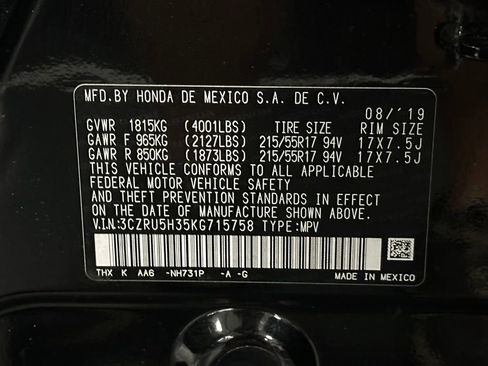 MFD.BY HONDA DE MEXICO S.A. DE C.V.
08/'19
GVWR 1815KG (4001LBS) TIRE SIZE RIM SIZE
GAWR F 965KG (2127LBS) 215/55R17 94V 17X7.5J
GAWR R 850KG (1873LBS) 215/55R17 94V 17X7.5J
THIS VEHICLE CONFORMS TO ALL APPLICABLE
FEDERAL MOTOR VEHICLE SAFETY
AND THEFT PREVENTION STANDARDS IN EFFECT
ON THE DATE OF MANUFACTURE SHOWN ABOVE.
V.I.N:3CZRU5H35KG715758 TYPE:MPV
THX K AA6 -NH731P -A -G
MADE IN MEXICO